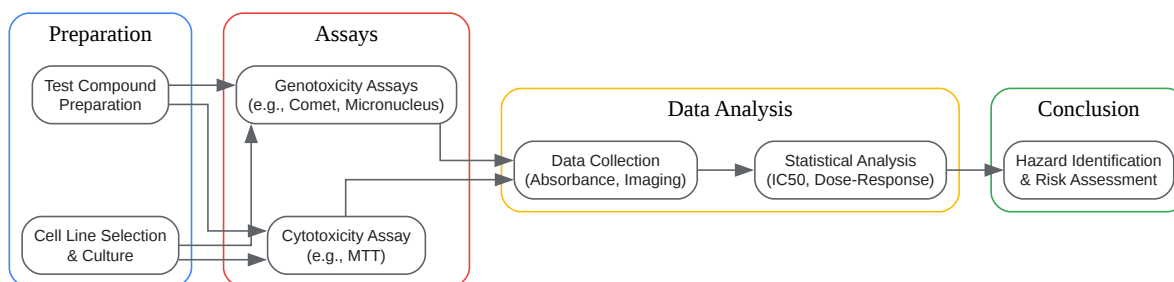 Preparation
Test Compound
Preparation
Cell Line Selection
& Culture
Assays
Genotoxicity Assays
(e.g., Comet, Micronucleus)
Cytotoxicity Assay
(e.g., MTT)
Data Analysis
Data Collection
(Absorbance, Imaging)
Statistical Analysis
(IC50, Dose-Response)
Conclusion
Hazard Identification
& Risk Assessment